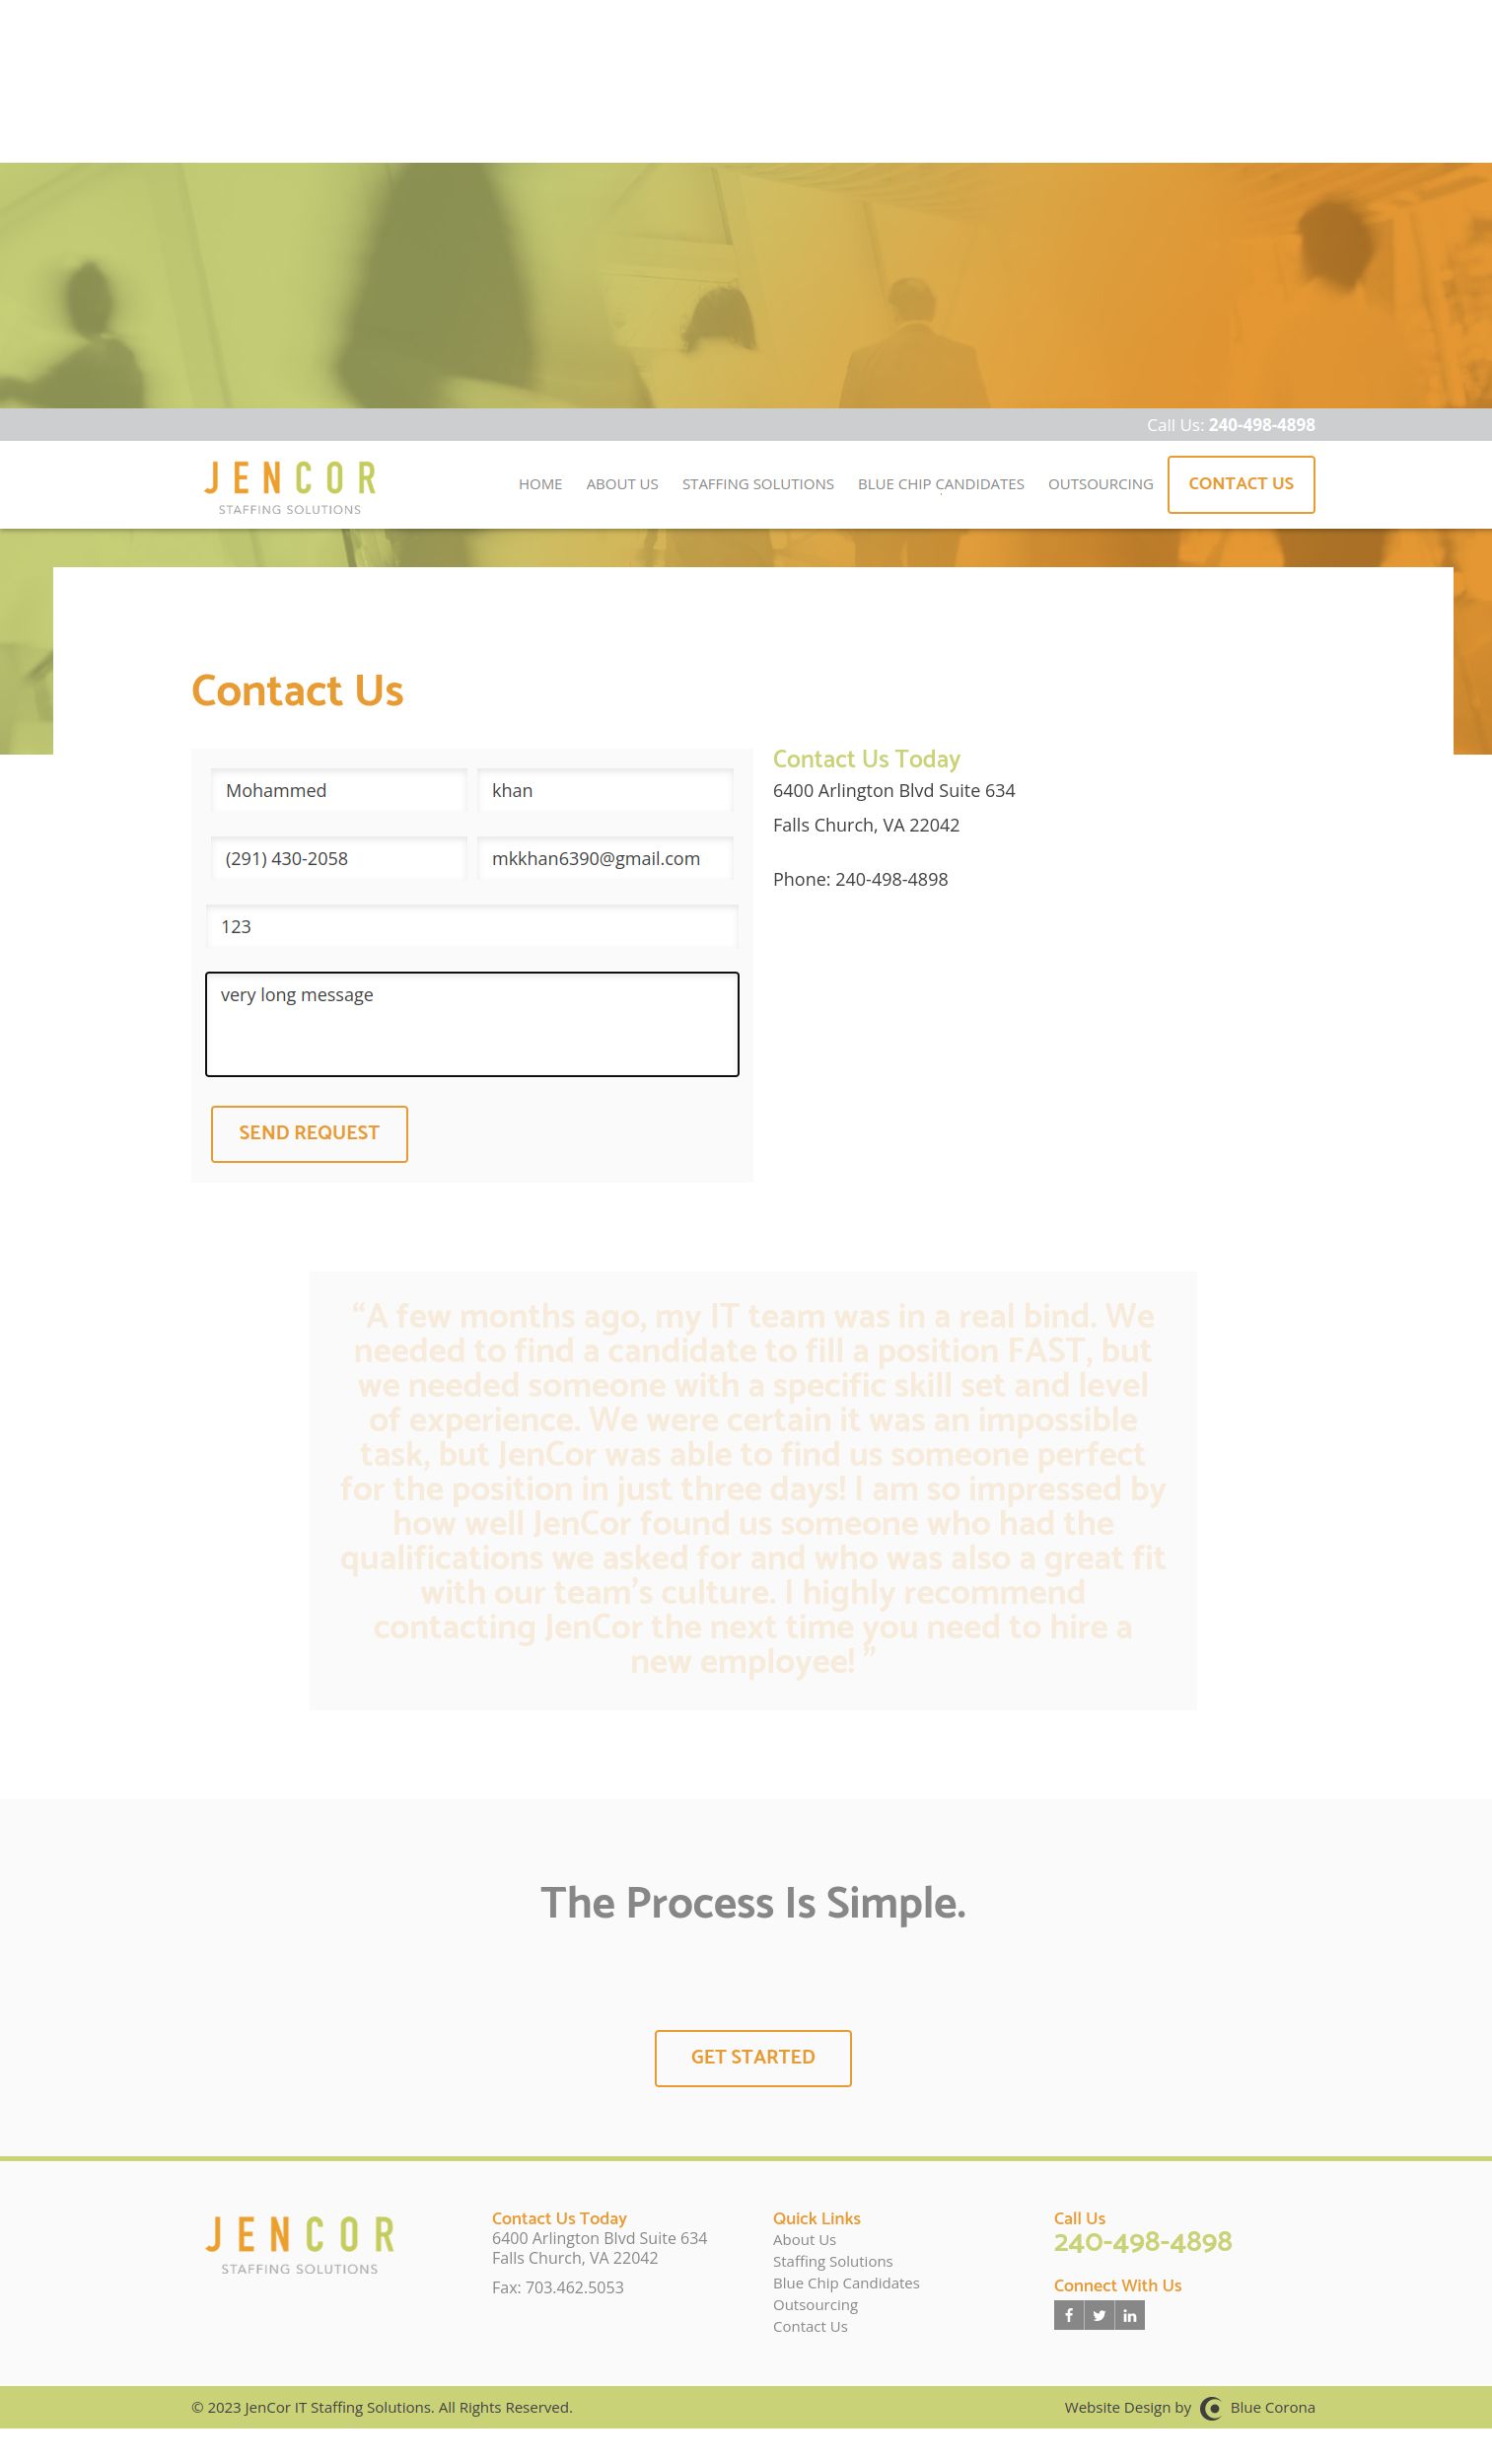 Call Us: 240-498-4898
JENCOR
STAFFING SOLUTIONS
HOME ABOUT US STAFFING SOLUTIONS BLUE CHIP CANDIDATES OUTSOURCING CONTACT US
Contact Us
Mohammed khan
(291) 430-2058 mkkhan6390@gmail.com
123
very long message
SEND REQUEST
Contact Us Today
6400 Arlington Blvd Suite 634
Falls Church, VA 22042
Phone: 240-498-4898
“A few months ago, my IT team was in a real bind. We
needed to find a candidate to fill a position FAST, but
we needed someone with a specific skill set and level
of experience. We were certain it was an impossible
task, but JenCor was able to find us someone perfect
for the position in just three days! I am so impressed by
how well JenCor found us someone who had the
qualifications we asked for and who was also a great fit
with our team’s culture. I highly recommend
contacting JenCor the next time you need to hire a
new employee! ”
The Process Is Simple.
GET STARTED
JENCOR
STAFFING SOLUTIONS
Contact Us Today
6400 Arlington Blvd Suite 634
Falls Church, VA 22042
Fax: 703.462.5053
Quick Links
About Us
Staffing Solutions
Blue Chip Candidates
Outsourcing
Contact Us
Call Us
240-498-4898
Connect With Us
© 2023 JenCor IT Staffing Solutions. All Rights Reserved.
Website Design by Blue Corona